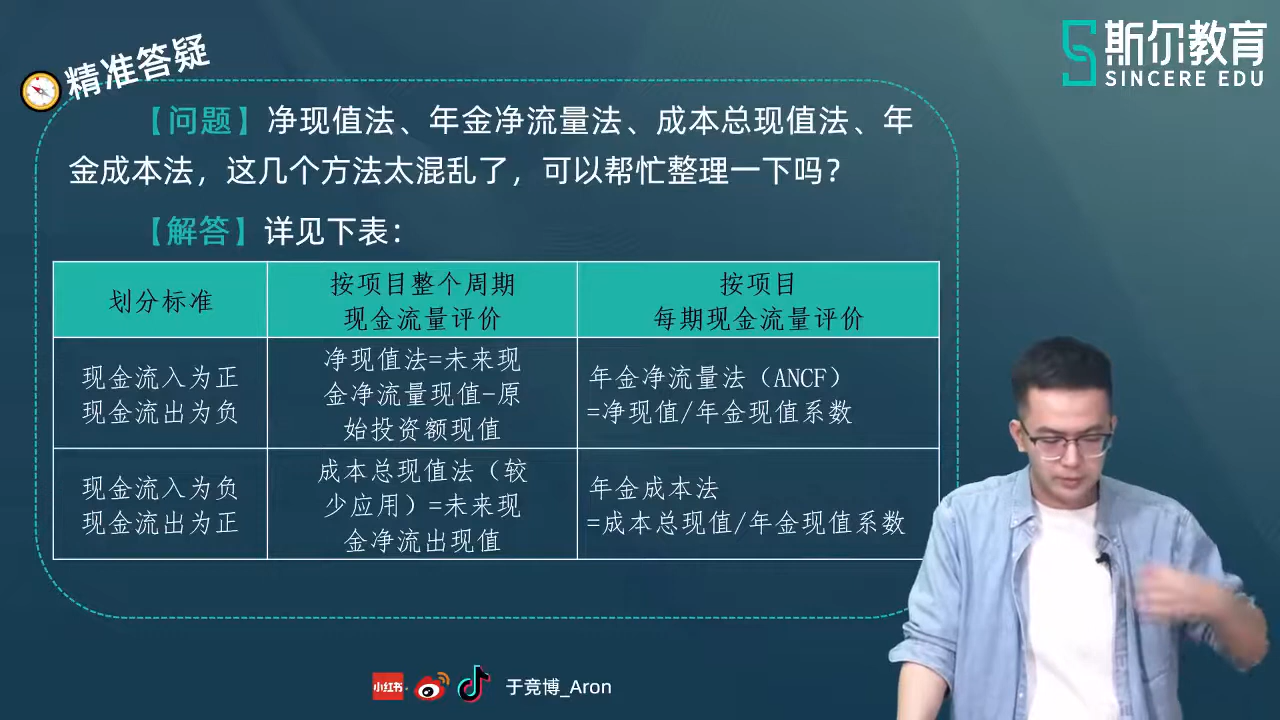 精准答疑
斯尔教育
SINCERE EDU
【问题】净现值法、年金净流量法、成本总现值法、年
金成本法，这几个方法太混乱了，可以帮忙整理一下吗？
【解答】详见下表：
划分标准
按项目整个周期
现金流量评价
按项目
每期现金流量评价
现金流入为正
现金流出为负
净现值法=未来现
金净流量现值-原
始投资额现值
年金净流量法（ANCF）
=净现值/年金现值系数
现金流入为负
现金流出为正
成本总现值法（较
少应用）=未来现
金净流出现值
年金成本法
=成本总现值/年金现值系数
小红书
于竞博_Aron